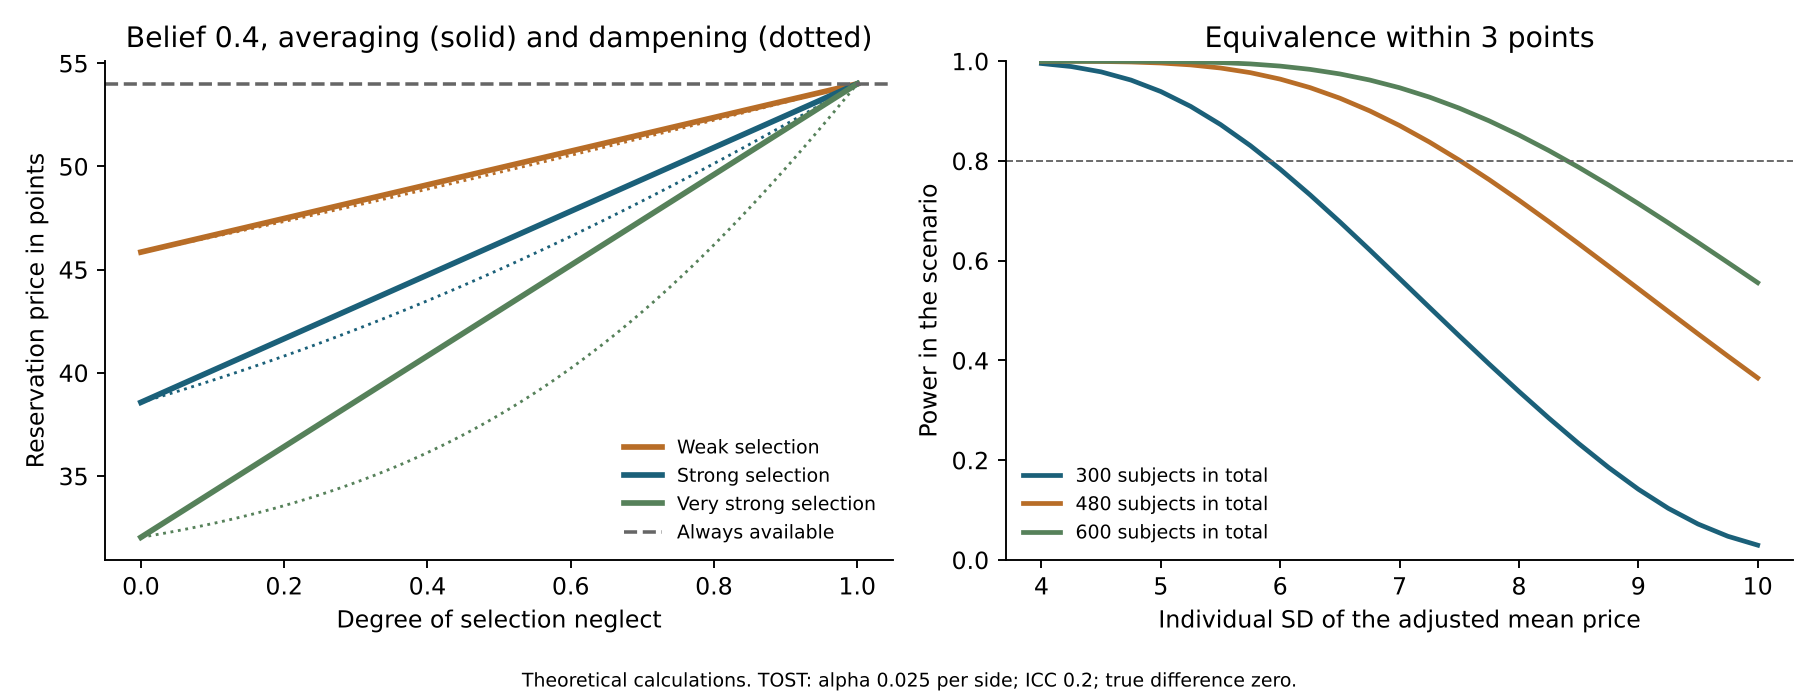 Belief 0.4, averaging (solid) and dampening (dotted)
55
50
45
40
35
Reservation price in points
Weak selection
Strong selection
Very strong selection
Always available
0.0 0.2 0.4 0.6 0.8 1.0
Degree of selection neglect
Equivalence within 3 points
1.0
0.8
0.6
0.4
0.2
0.0
Power in the scenario
300 subjects in total
480 subjects in total
600 subjects in total
4 5 6 7 8 9 10
Individual SD of the adjusted mean price
Theoretical calculations. TOST: alpha 0.025 per side; ICC 0.2; true difference zero.